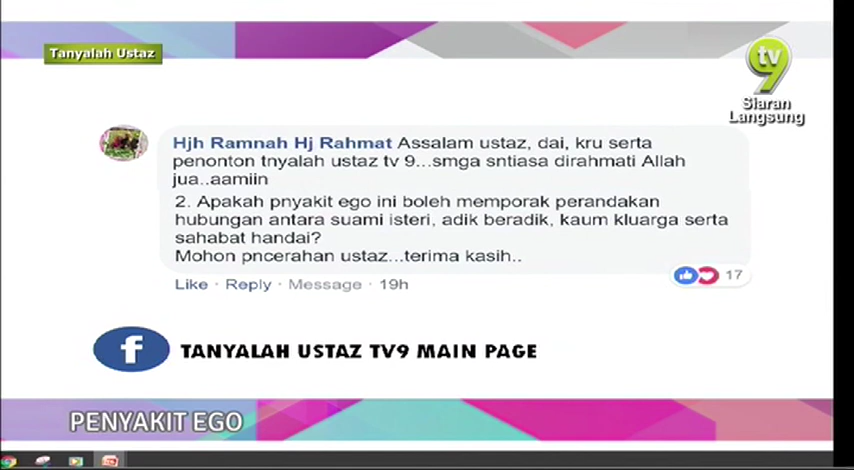 Tanyalah Ustaz
tv
9
Siaran
Langsung
Hjh Ramnah Hj Rahmat Assalam ustaz, dai, kru serta
penonton tnyalah ustaz tv 9...smga sntiasa dirahmati Allah
jua..aamiin
2. Apakah pnyakit ego ini boleh memporak perandakan
hubungan antara suami isteri, adik beradik, kaum kluarga serta
sahabat handai?
Mohon pncerahan ustaz...terima kasih..
17
Like · Reply · Message · 19h
f TANYALAH USTAZ TV9 MAIN PAGE
PENYAKIT EGO